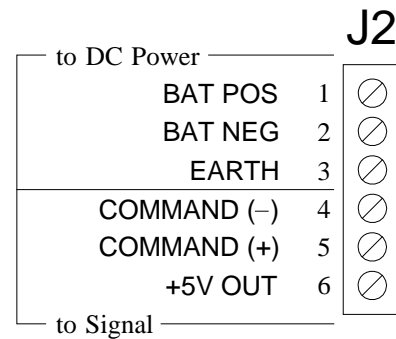 J2
to DC Power
BAT POS 1
BAT NEG 2
EARTH 3
COMMAND (–) 4
COMMAND (+) 5
+5V OUT 6
to Signal